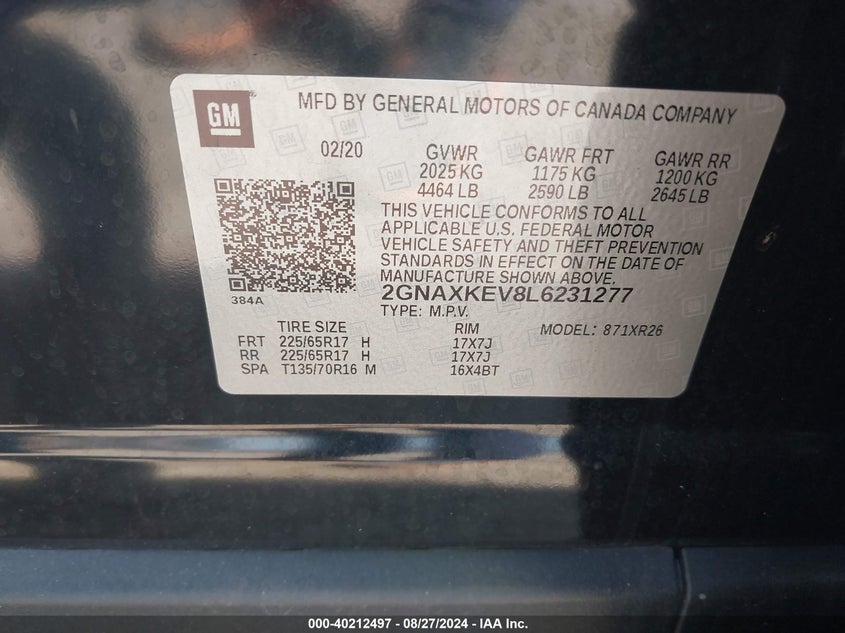 GM ®
MFD BY GENERAL MOTORS OF CANADA COMPANY
02/20 GVWR GAWR FRT GAWR RR
2025 KG 1175 KG 1200 KG
4464 LB 2590 LB 2645 LB
THIS VEHICLE CONFORMS TO ALL
APPLICABLE U.S. FEDERAL MOTOR
VEHICLE SAFETY AND THEFT PREVENTION
STANDARDS IN EFFECT ON THE DATE OF
MANUFACTURE SHOWN ABOVE.
384A
2GNAXKEV8L6231277
TYPE: M.P.V.
TIRE SIZE RIM MODEL: 871XR26
FRT 225/65R17 H 17X7J
RR 225/65R17 H 17X7J
SPA T135/70R16 M 16X4BT
000-40212497 - 08/27/2024 - IAA Inc.